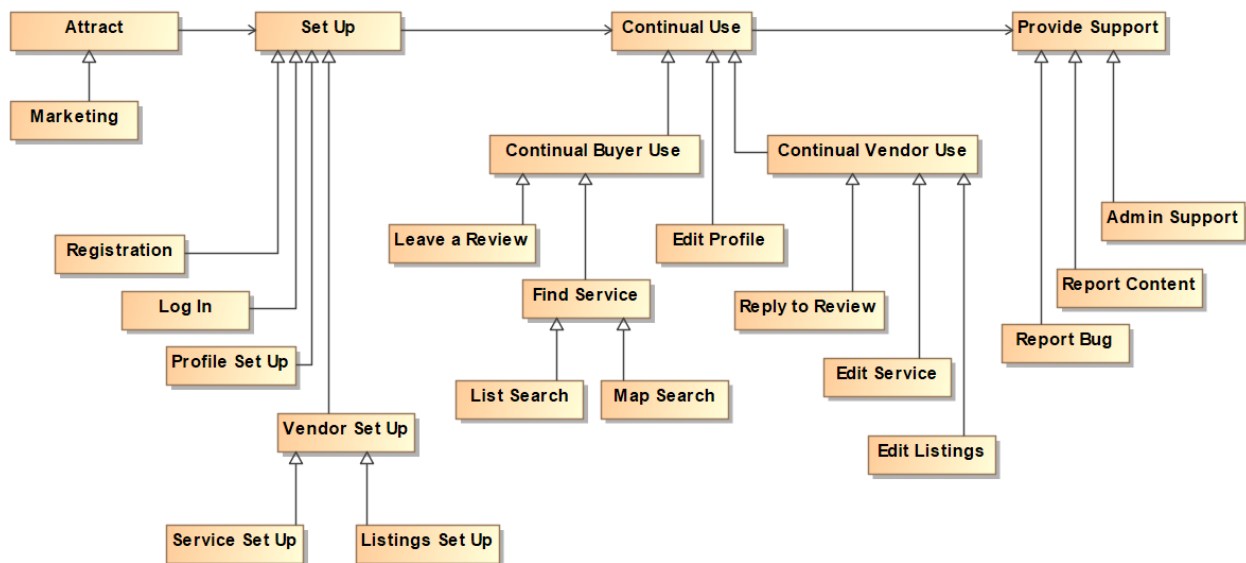 Attract
Set Up
Continual Use
Provide Support
Marketing
Continual Buyer Use
Continual Vendor Use
Admin Support
Registration
Leave a Review
Edit Profile
Report Content
Log In
Find Service
Reply to Review
Report Bug
Profile Set Up
Edit Service
List Search
Map Search
Vendor Set Up
Edit Listings
Service Set Up
Listings Set Up